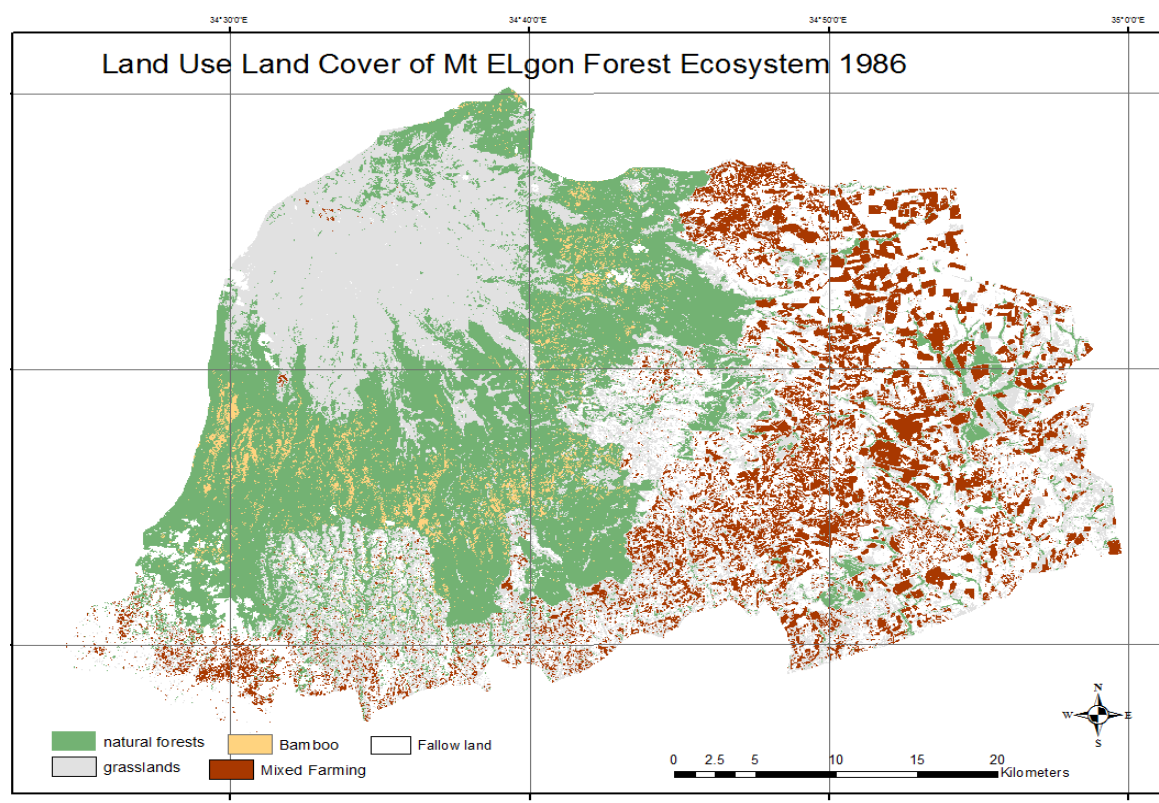 34°30'0"E 34°40'0"E 34°50'0"E 35°0'0"E
Land Use Land Cover of Mt ELgon Forest Ecosystem 1986
N
W E
S
natural forests Bamboo Fallow land
grasslands Mixed Farming
0 2.5 5 10 15 20
Kilometers